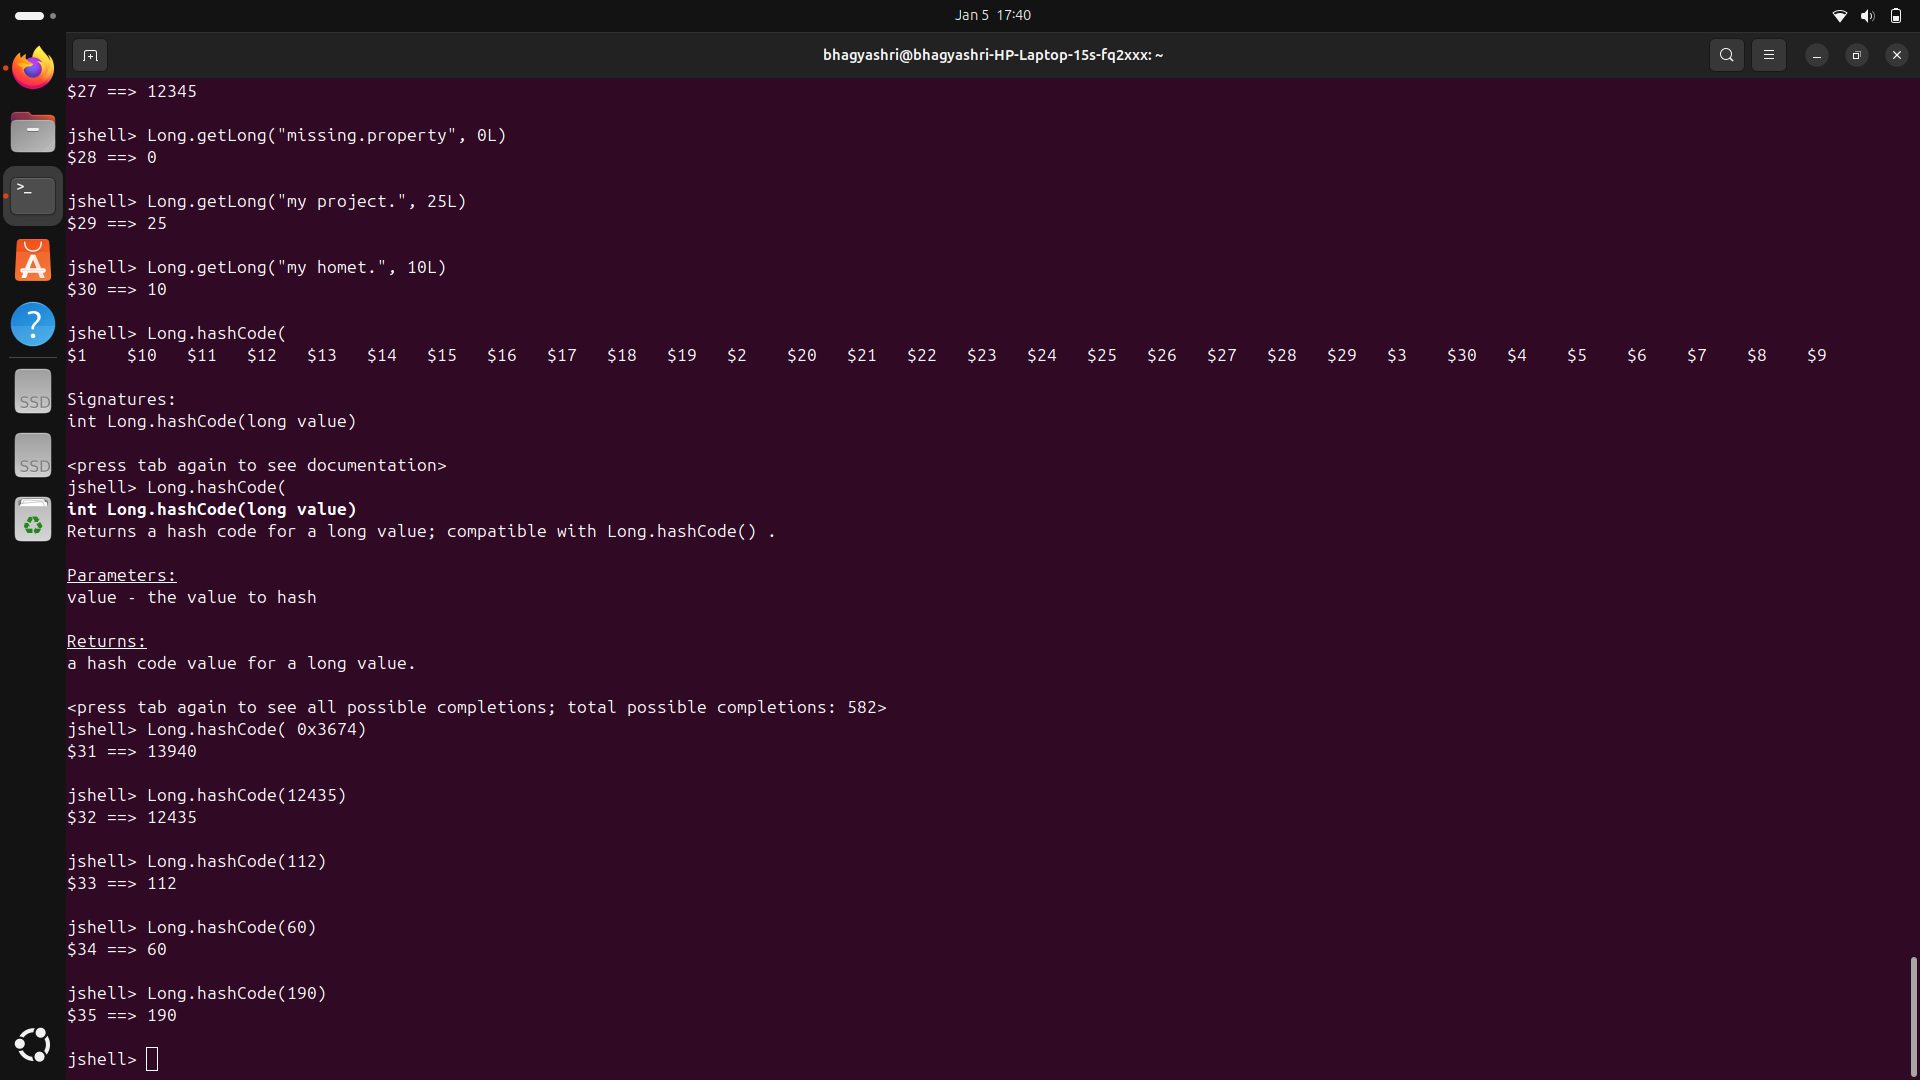 Jan 5 17:40
bhagyashri@bhagyashri-HP-Laptop-15s-fq2xxx: ~
$27 ==> 12345
jshell> Long.getLong("missing.property", 0L)
$28 ==> 0
jshell> Long.getLong("my project.", 25L)
$29 ==> 25
jshell> Long.getLong("my homet.", 10L)
$30 ==> 10
jshell> Long.hashCode(
$1 $10 $11 $12 $13 $14 $15 $16 $17 $18 $19 $2 $20 $21 $22 $23 $24 $25 $26 $27 $28 $29 $3 $30 $4 $5 $6 $7 $8 $9
Signatures:
int Long.hashCode(long value)
<press tab again to see documentation>
jshell> Long.hashCode(
int Long.hashCode(long value)
Returns a hash code for a long value; compatible with Long.hashCode() .
Parameters:
value - the value to hash
Returns:
a hash code value for a long value.
<press tab again to see all possible completions; total possible completions: 582>
jshell> Long.hashCode( 0x3674)
$31 ==> 13940
jshell> Long.hashCode(12435)
$32 ==> 12435
jshell> Long.hashCode(112)
$33 ==> 112
jshell> Long.hashCode(60)
$34 ==> 60
jshell> Long.hashCode(190)
$35 ==> 190
jshell>
>_
A
?
SSD
SSD